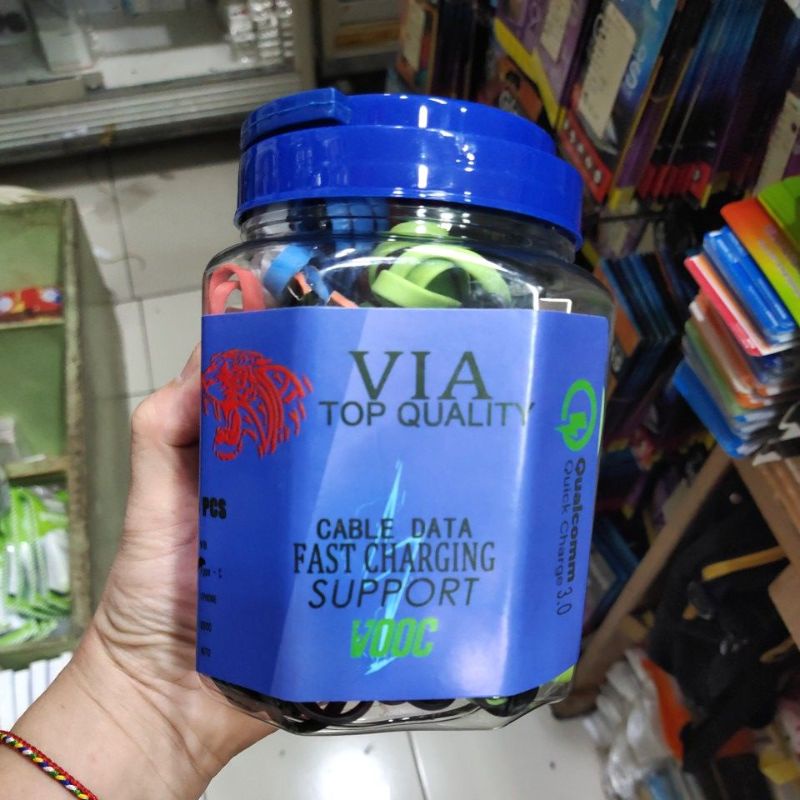 VIA
TOP QUALITY
CABLE DATA
FAST CHARGING
SUPPORT
VOOC
PCS
Qualcomm
Quick Charge 3.0